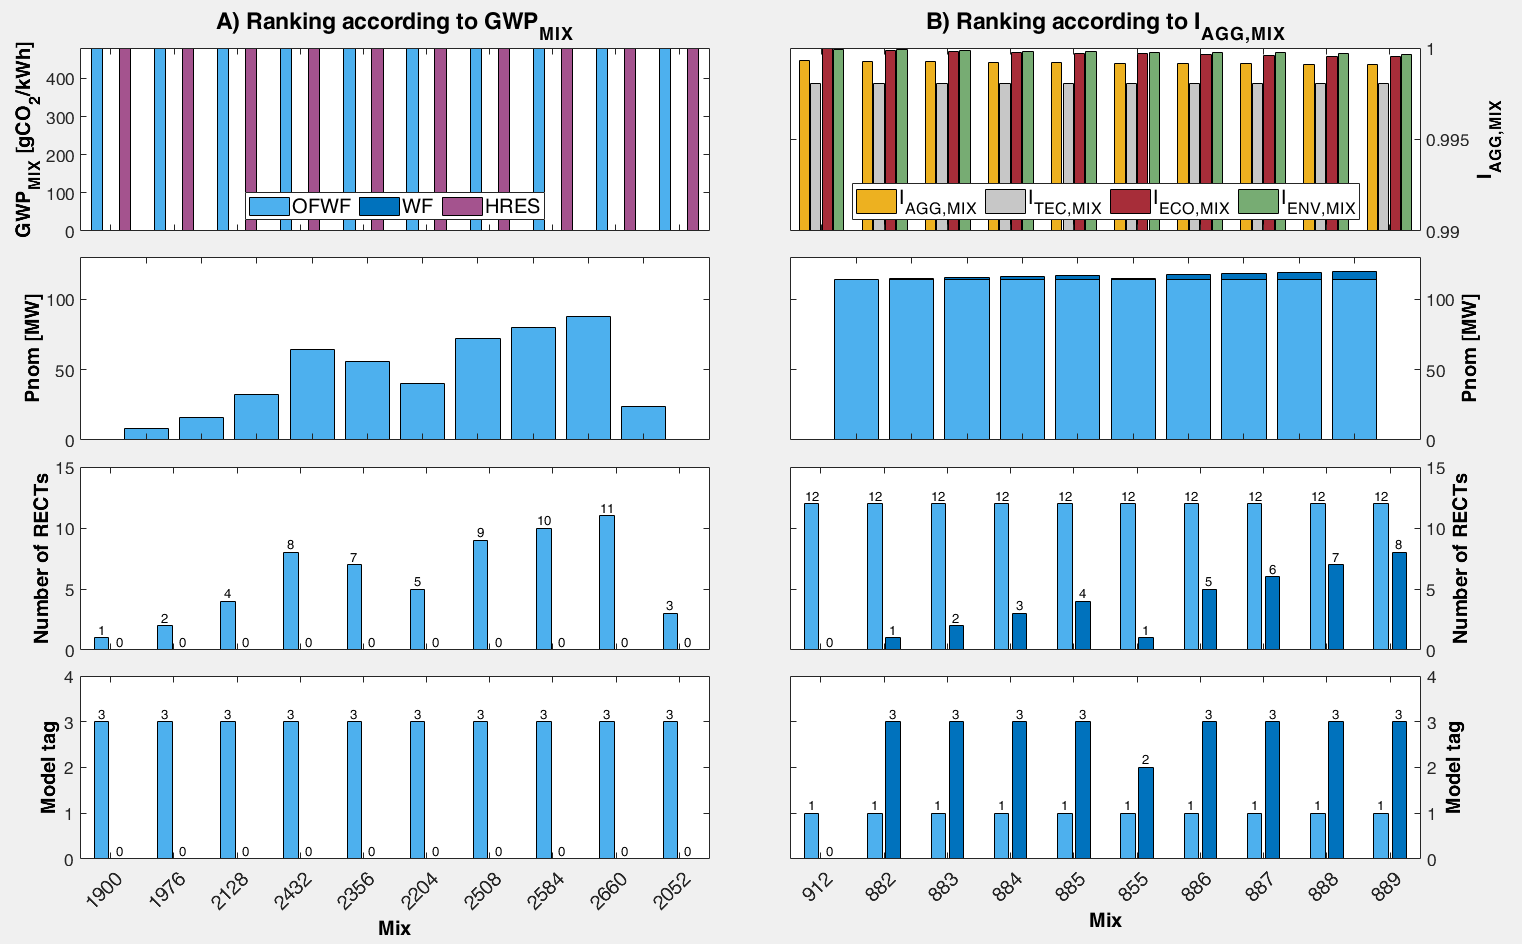 A) Ranking according to GWP_MIX
B) Ranking according to I_AGG,MIX
GWP_MIX [gCO_2/kWh]
400
300
200
100
0
OFWF WF HRES
1
0.995
0.99
I_AGG,MIX
I_AGG,MIX I_TEC,MIX I_ECO,MIX I_ENV,MIX
Pnom [MW]
100
50
0
100
50
0
Pnom [MW]
Number of RECTs
15
10
5
0
1 0 2 0 4 0 8 0 7 0 5 0 9 0 10 0 11 0 3 0
12 0 12 1 12 2 12 3 12 4 12 1 12 5 12 6 12 7 12 8
15
10
5
0
Number of RECTs
Model tag
4
3
2
1
0
3 0 3 0 3 0 3 0 3 0 3 0 3 0 3 0 3 0 3 0
1 0 1 3 1 3 1 3 1 3 1 2 1 3 1 3 1 3 1 3
4
3
2
1
0
Model tag
1900 1976 2128 2432 2356 2204 2508 2584 2660 2052
Mix
912 882 883 884 885 855 886 887 888 889
Mix